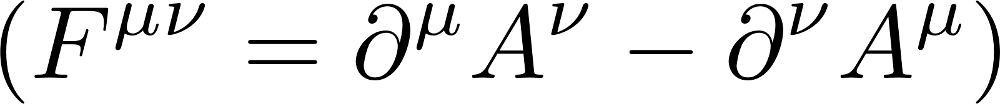 (F^{μν} = ∂^μ A^ν − ∂^ν A^μ)